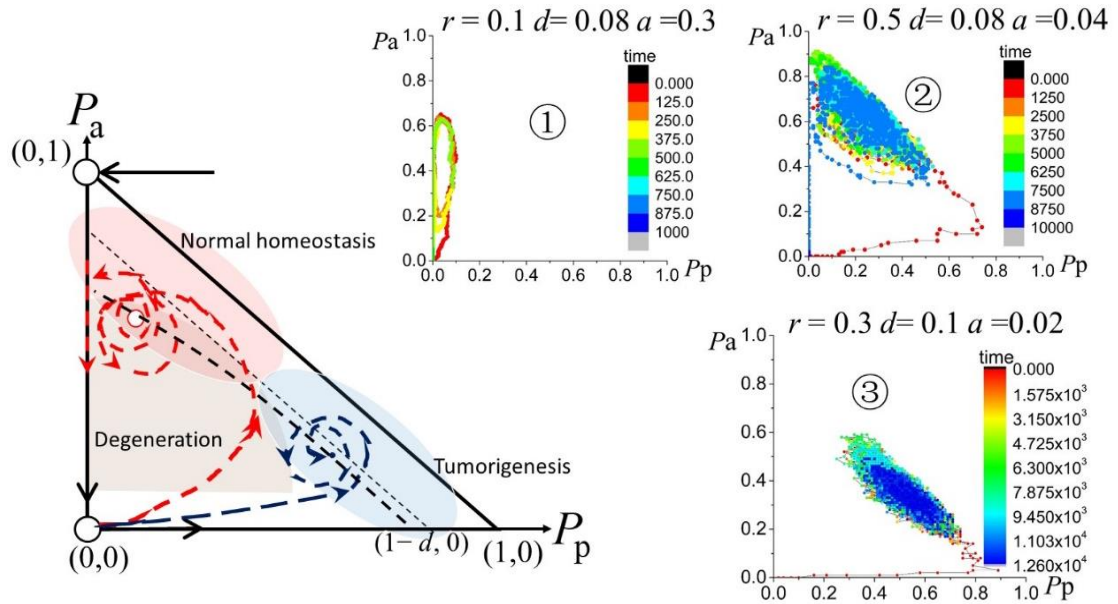 P_a
(0,1)
Normal homeostasis
Degeneration
Tumorigenesis
(0,0)
(1−d, 0)
(1,0)
P_p
r = 0.1 d= 0.08 a =0.3
Pa
1.0
0.8
0.6
0.4
0.2
0.0
0.0 0.2 0.4 0.6 0.8 1.0
Pp
①
time
0.000
125.0
250.0
375.0
500.0
625.0
750.0
875.0
1000
r = 0.5 d= 0.08 a =0.04
Pa
1.0
0.8
0.6
0.4
0.2
0.0
0.0 0.2 0.4 0.6 0.8 1.0
Pp
②
time
0.000
1250
2500
3750
5000
6250
7500
8750
10000
r = 0.3 d= 0.1 a =0.02
Pa
1.0
0.8
0.6
0.4
0.2
0.0
0.0 0.2 0.4 0.6 0.8 1.0
Pp
③
time
0.000
1.575x10³
3.150x10³
4.725x10³
6.300x10³
7.875x10³
9.450x10³
1.103x10⁴
1.260x10⁴